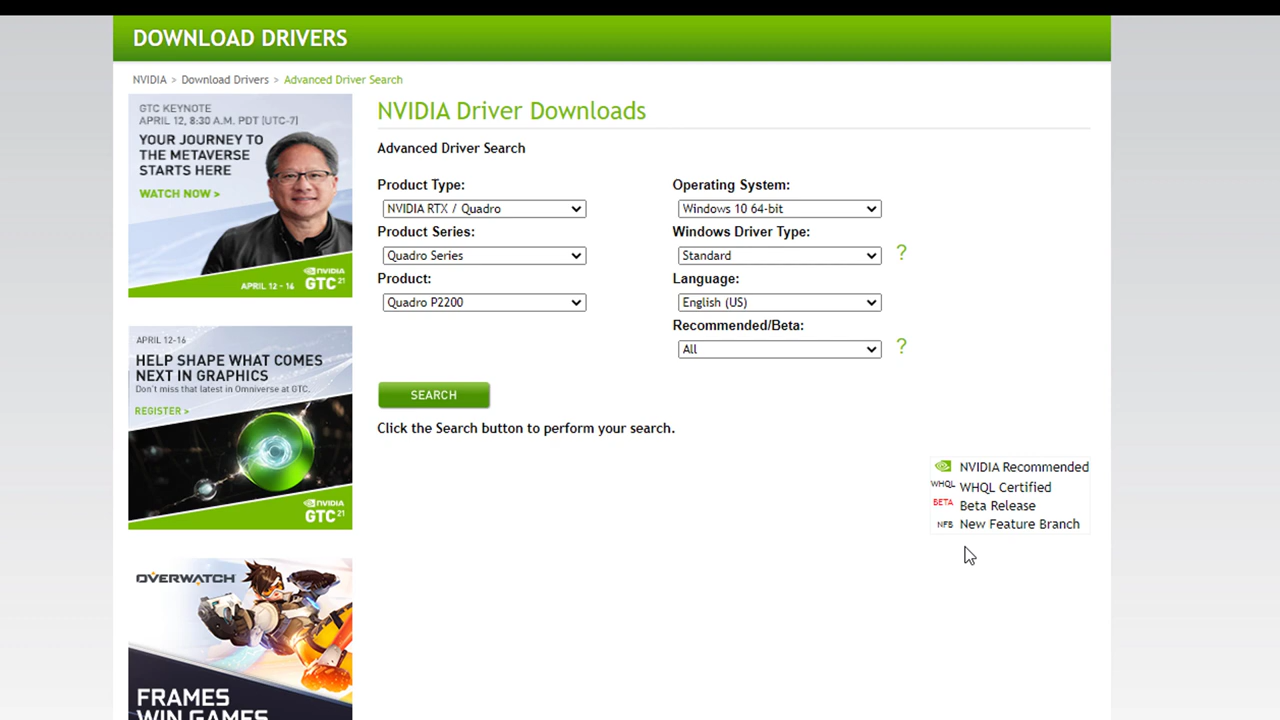 DOWNLOAD DRIVERS
NVIDIA > Download Drivers > Advanced Driver Search
GTC KEYNOTE
APRIL 12, 8:30 A.M. PDT (UTC-7)
YOUR JOURNEY TO
THE METAVERSE
STARTS HERE
WATCH NOW >
APRIL 12 - 16
NVIDIA
GTC 21
APRIL 12-16
HELP SHAPE WHAT COMES
NEXT IN GRAPHICS
Don't miss that latest in Omniverse at GTC.
REGISTER >
NVIDIA
GTC 21
OVERWATCH
FRAMES
WIN GAMES
NVIDIA Driver Downloads
Advanced Driver Search
Product Type:
NVIDIA RTX / Quadro
Product Series:
Quadro Series
Product:
Quadro P2200
Operating System:
Windows 10 64-bit
Windows Driver Type:
Standard
?
Language:
English (US)
Recommended/Beta:
All
?
SEARCH
Click the Search button to perform your search.
NVIDIA Recommended
WHQL WHQL Certified
BETA Beta Release
NFB New Feature Branch